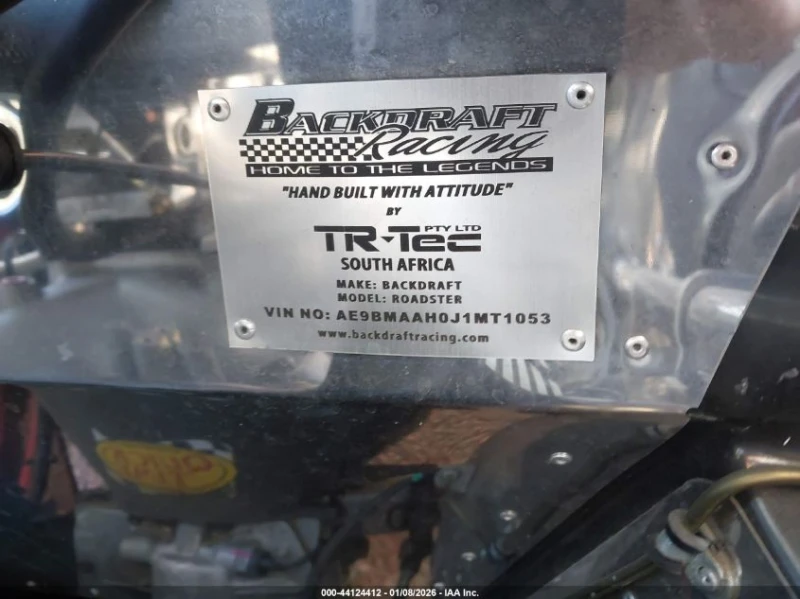 BACKDRAFT
Racing
HOME TO THE LEGENDS
"HAND BUILT WITH ATTITUDE"
BY
TR-Tec PTY LTD
SOUTH AFRICA
MAKE: BACKDRAFT
MODEL: ROADSTER
VIN NO: AE9BMAAH0J1MT1053
www.backdraftracing.com
000-44124412 - 01/08/2026 - IAA Inc.